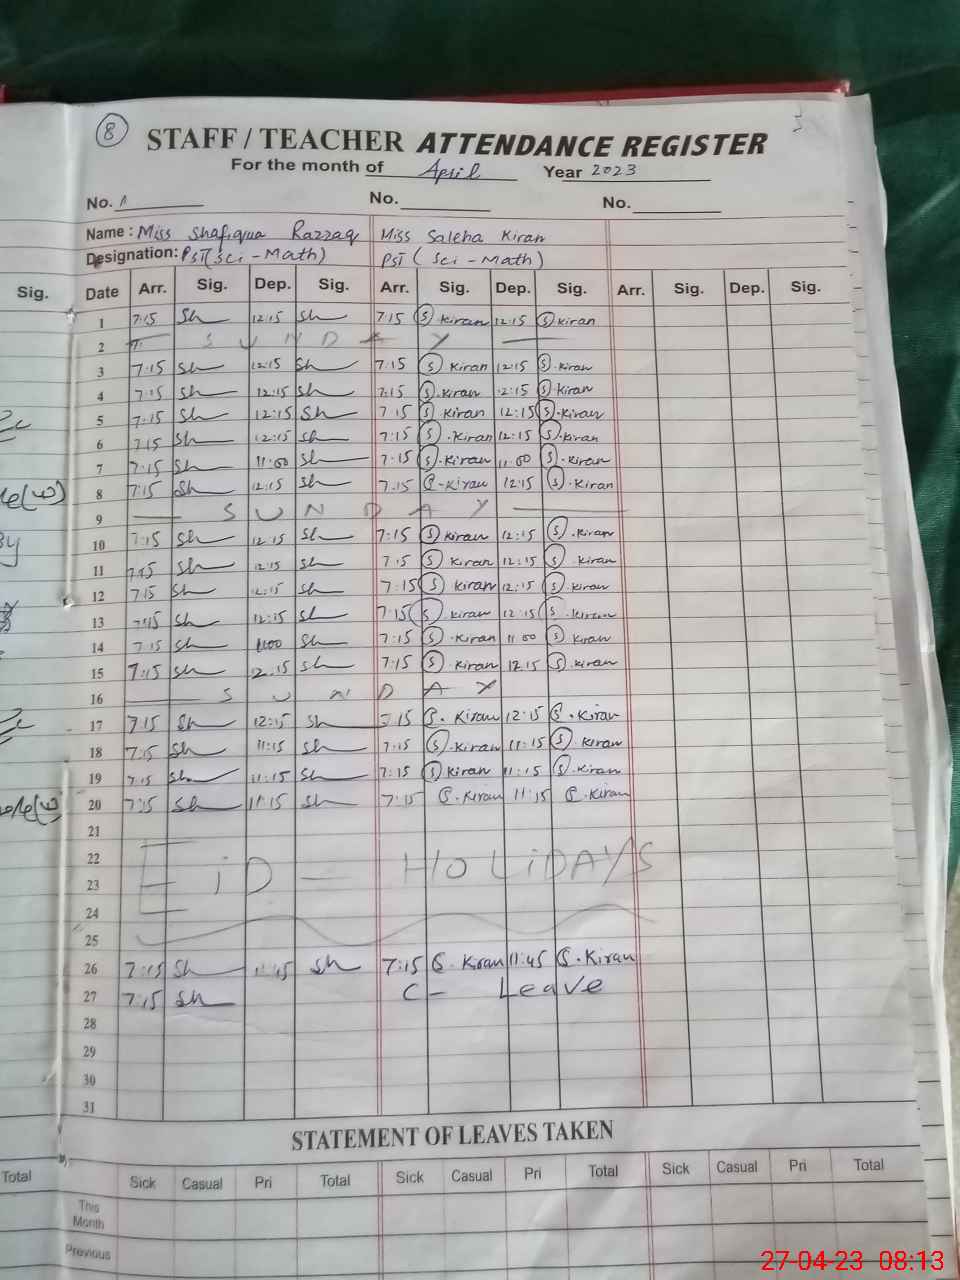 8
STAFF / TEACHER ATTENDANCE REGISTER
For the month of April Year 2023
No. No. No.
Name : Miss Shafiqua Razzaq Miss Saleha Kiran
Designation: PST (Sci - Math) PST ( Sci - Math )
Sig. Date Arr. Sig. Dep. Sig. Arr. Sig. Dep. Sig. Arr. Sig. Dep. Sig.
1 7:15 Sh 12:15 Sh 7:15 S Kiran 12:15 S Kiran
2 S U N D A Y
3 7:15 Sh 12:15 Sh 7:15 S Kiran 12:15 S.Kiran
4 7:15 Sh 12:15 Sh 7:15 S.Kiran 12:15 S.Kiran
5 7:15 Sh 12:15 Sh 7:15 S Kiran 12:15 S.Kiran
6 7:15 Sh 12:15 Sh 7:15 S.Kiran 12:15 S.Kiran
7 7:15 Sh 11:00 Sh 7:15 S.Kiran 11:00 S.Kiran
8 7:15 Sh 12:15 Sh 7:15 S-Kiran 12:15 S.Kiran
9 S U N D A Y
10 7:15 Sh 12:15 Sh 7:15 S Kiran 12:15 S.Kiran
11 7:15 Sh 12:15 Sh 7:15 S Kiran 12:15 S.Kiran
12 7:15 Sh 12:15 Sh 7:15 S Kiran 12:15 S.Kiran
13 7:15 Sh 12:15 Sh 7:15 S Kiran 12:15 S.Kiran
14 7:15 Sh 11:00 Sh 7:15 S.Kiran 11:00 S.Kiran
15 7:15 Sh 12:15 Sh 7:15 S.Kiran 12:15 S.Kiran
16 S U N D A Y
17 7:15 Sh 12:15 Sh 7:15 S.Kiran 12:15 S.Kiran
18 7:15 Sh 11:15 Sh 7:15 S.Kiran 11:15 S.Kiran
19 7:15 Sh 11:15 Sh 7:15 S Kiran 11:15 S.Kiran
20 7:15 Sh 11:15 Sh 7:15 S.Kiran 11:15 S.Kiran
21
22 EiD - HOLiDAYS
23
24
25
26 7:15 Sh Sh 7:15 S.Kiran 11:45 S.Kiran
27 7:15 Sh C - Leave
28
29
30
31
STATEMENT OF LEAVES TAKEN
Total Sick Casual Pri Total Sick Casual Pri Total Sick Casual Pri Total
This Month
Previous
27-04-23 08:13